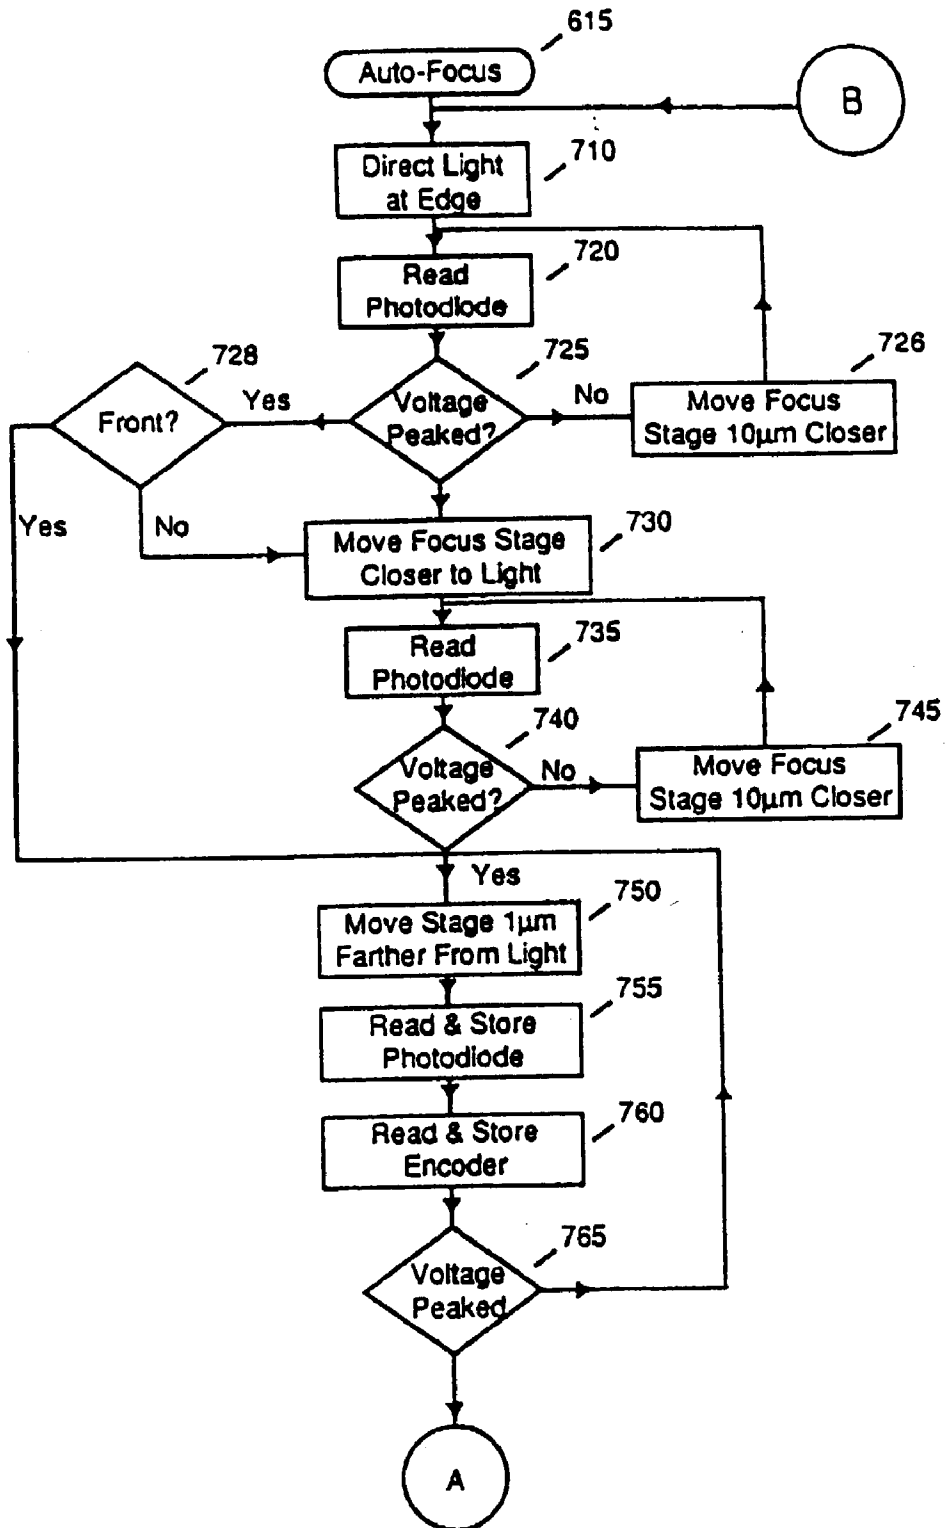 615
Auto-Focus
B
710
Direct Light
at Edge
720
Read
Photodiode
728
725
726
Front?
Yes
Voltage
Peaked?
No
Move Focus
Stage 10µm Closer
Yes
No
730
Move Focus Stage
Closer to Light
735
Read
Photodiode
740
745
Voltage
Peaked?
No
Move Focus
Stage 10µm Closer
Yes
750
Move Stage 1µm
Farther From Light
755
Read & Store
Photodiode
760
Read & Store
Encoder
765
Voltage
Peaked
A